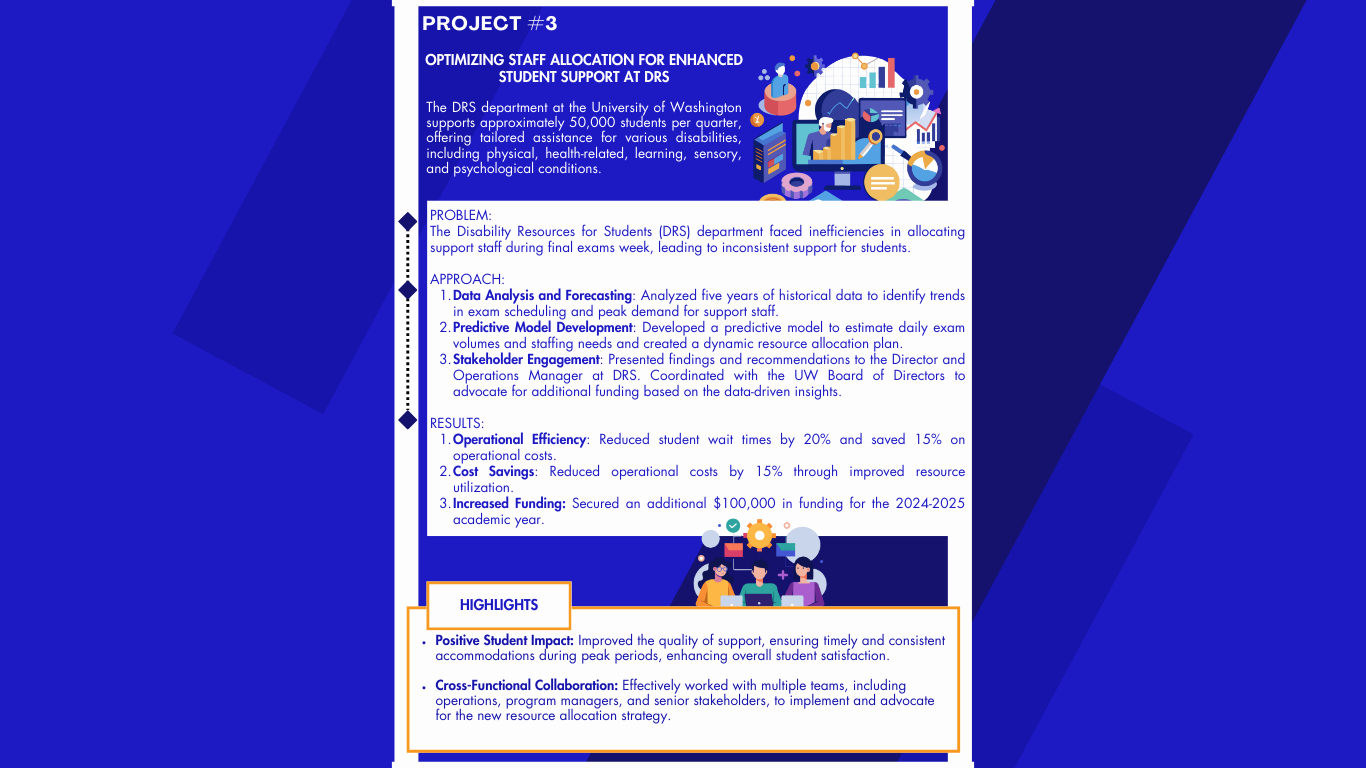 PROJECT #3
OPTIMIZING STAFF ALLOCATION FOR ENHANCED
STUDENT SUPPORT AT DRS
The DRS department at the University of Washington
supports approximately 50,000 students per quarter,
offering tailored assistance for various disabilities,
including physical, health-related, learning, sensory,
and psychological conditions.
PROBLEM:
The Disability Resources for Students (DRS) department faced inefficiencies in allocating
support staff during final exams week, leading to inconsistent support for students.
APPROACH:
1. Data Analysis and Forecasting: Analyzed five years of historical data to identify trends
in exam scheduling and peak demand for support staff.
2. Predictive Model Development: Developed a predictive model to estimate daily exam
volumes and staffing needs and created a dynamic resource allocation plan.
3. Stakeholder Engagement: Presented findings and recommendations to the Director and
Operations Manager at DRS. Coordinated with the UW Board of Directors to
advocate for additional funding based on the data-driven insights.
RESULTS:
1. Operational Efficiency: Reduced student wait times by 20% and saved 15% on
operational costs.
2. Cost Savings: Reduced operational costs by 15% through improved resource
utilization.
3. Increased Funding: Secured an additional $100,000 in funding for the 2024-2025
academic year.
HIGHLIGHTS
• Positive Student Impact: Improved the quality of support, ensuring timely and consistent
accommodations during peak periods, enhancing overall student satisfaction.
• Cross-Functional Collaboration: Effectively worked with multiple teams, including
operations, program managers, and senior stakeholders, to implement and advocate
for the new resource allocation strategy.